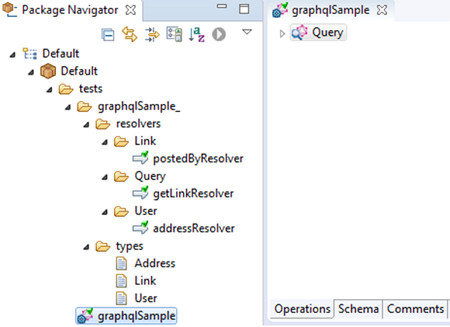 Package Navigator
Default
Default
tests
graphqlSample_
resolvers
Link
postedByResolver
Query
getLinkResolver
User
addressResolver
types
Address
Link
User
graphqlSample
graphqlSample
Query
Operations Schema Comments